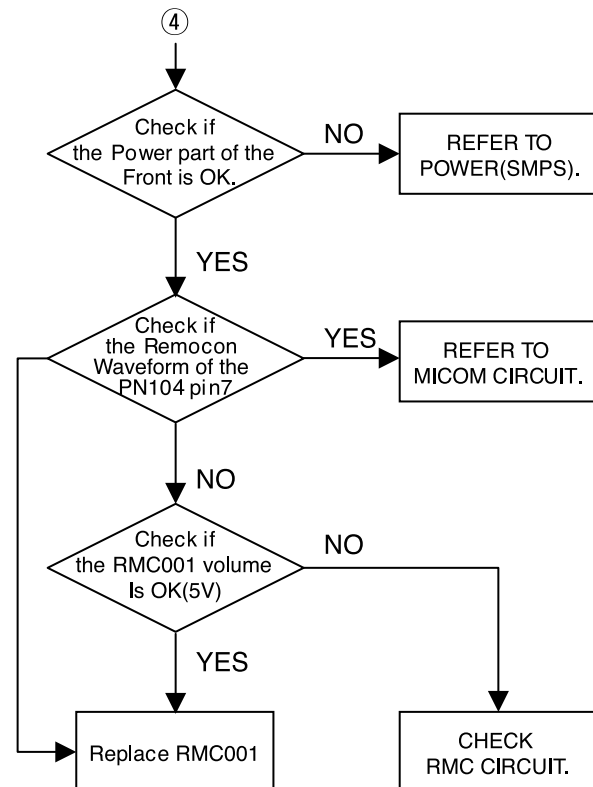 ④
Check if
the Power part of the
Front is OK.
NO
REFER TO
POWER(SMPS).
YES
Check if
the Remocon
Waveform of the
PN104 pin7
YES
REFER TO
MICOM CIRCUIT.
NO
Check if
the RMC001 volume
Is OK(5V)
NO
YES
Replace RMC001
CHECK
RMC CIRCUIT.